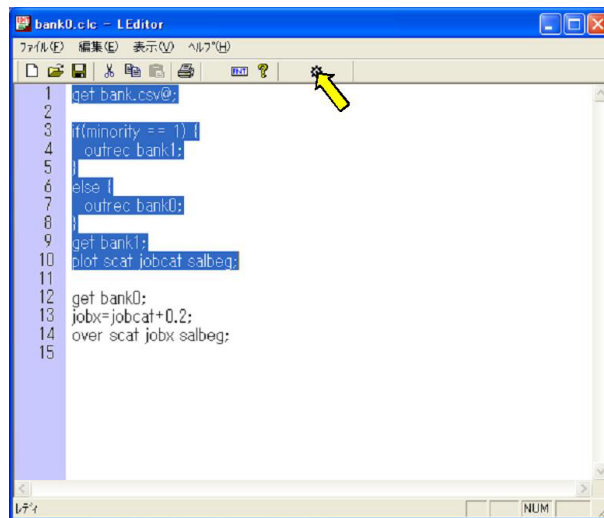 bank0.clc - LEditor
ファイル(F) 編集(E) 表示(V) ヘルプ(H)
1 get bank.csv@;
2
3 if(minority == 1) {
4 outrec bank1;
5 }
6 else {
7 outrec bank0;
8 }
9 get bank1;
10 plot scat jobcat salbeg;
11
12 get bank0;
13 jobx=jobcat+0.2;
14 over scat jobx salbeg;
15
レディ NUM